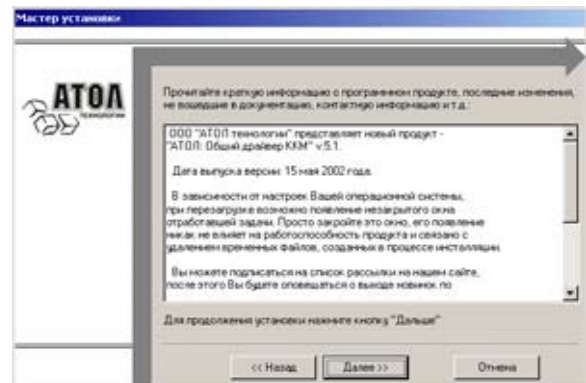 Мастер установки
АТОЛ
ТЕХНОЛОГИИ
Прочитайте краткую информацию о программном продукте, последние изменения,
не вошедшие в документацию, контактную информацию и т.д.:
ООО "АТОЛ технологии" представляет новый продукт -
"АТОЛ: Общий драйвер ККМ" v.5.1.
Дата выпуска версии: 15 мая 2002 года.
В зависимости от настроек Вашей операционной системы,
при перезагрузке возможно появление незакрытого окна
отработавшей задачи. Просто закройте это окно, его появление
никак не влияет на работоспособность продукта и связано с
удалением временных файлов, созданных в процессе инсталляции.
Вы можете подписаться на список рассылки на нашем сайте,
после этого Вы будете оповещаться о выходе новинок по
Для продолжения установки нажмите кнопку "Дальше"
<< Назад
Далее >>
Отмена